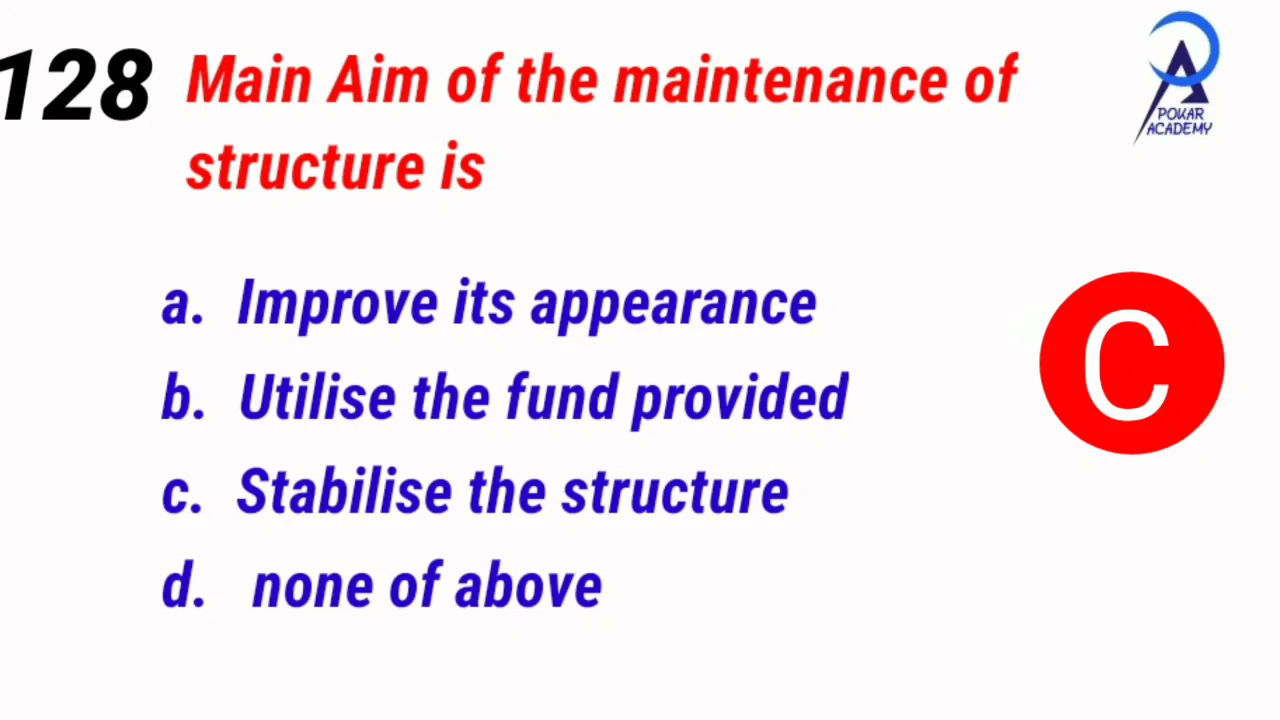 128 Main Aim of the maintenance of
structure is
POKAR
ACADEMY
a. Improve its appearance
b. Utilise the fund provided
c. Stabilise the structure
d. none of above
C